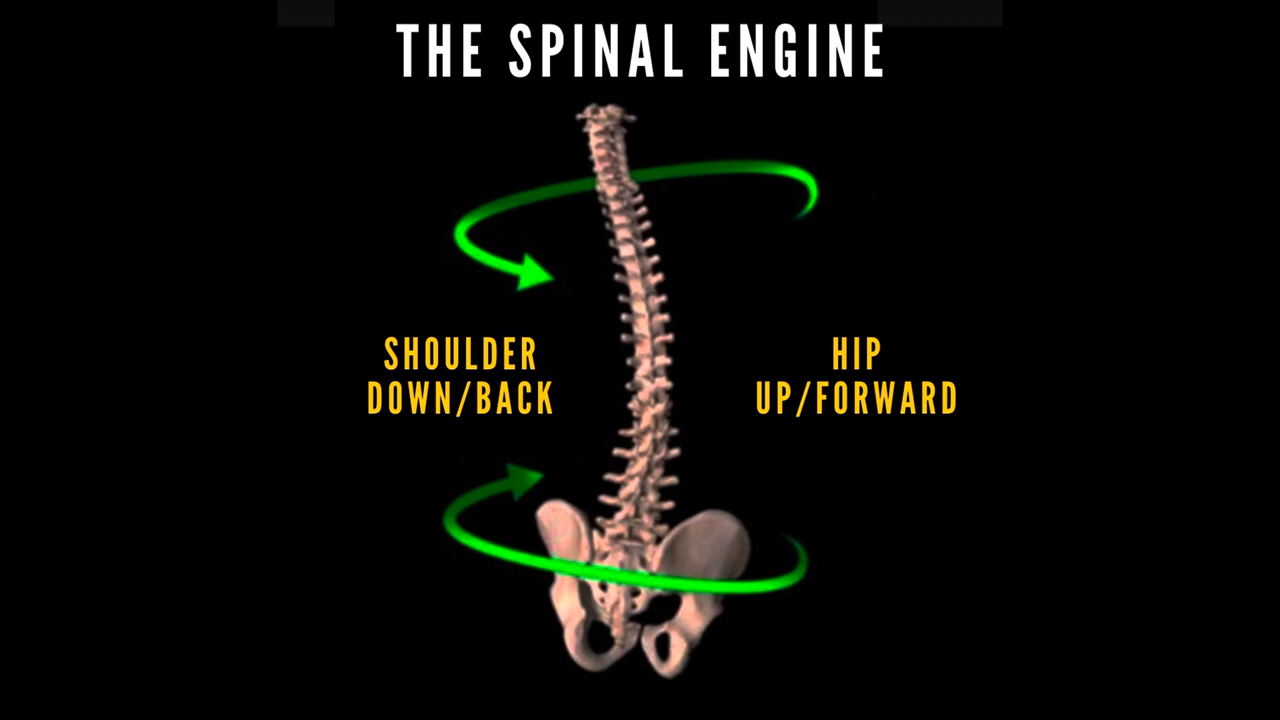 THE SPINAL ENGINE
SHOULDER
DOWN/BACK
HIP
UP/FORWARD